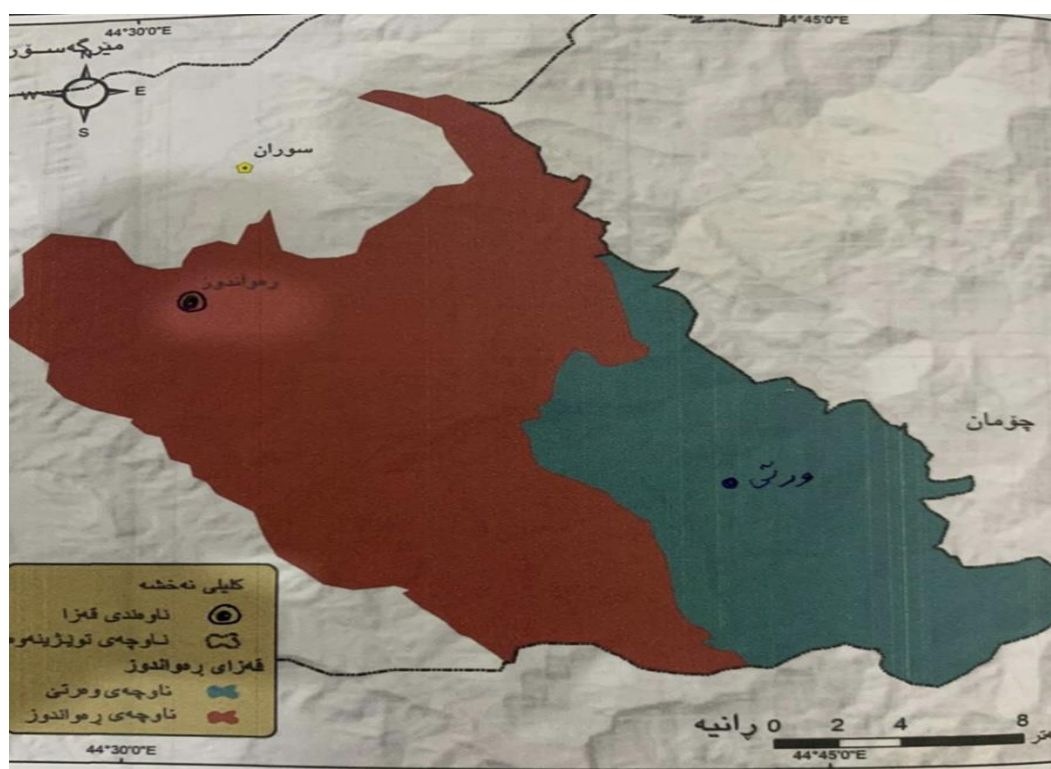 44°30'0"E
44°45'0"E
مێرگەسۆر
N
W
E
S
سوران
ڕەواندوز
چۆمان
ورتێ
کلیلی نەخشە
ناوەندی قەزا
ناوچەی توێژینەوە
قەزای ڕەواندوز
ناوچەی وەرتێ
ناوچەی ڕەواندوز
ڕانیە
0 2 4 8
44°30'0"E
44°45'0"E